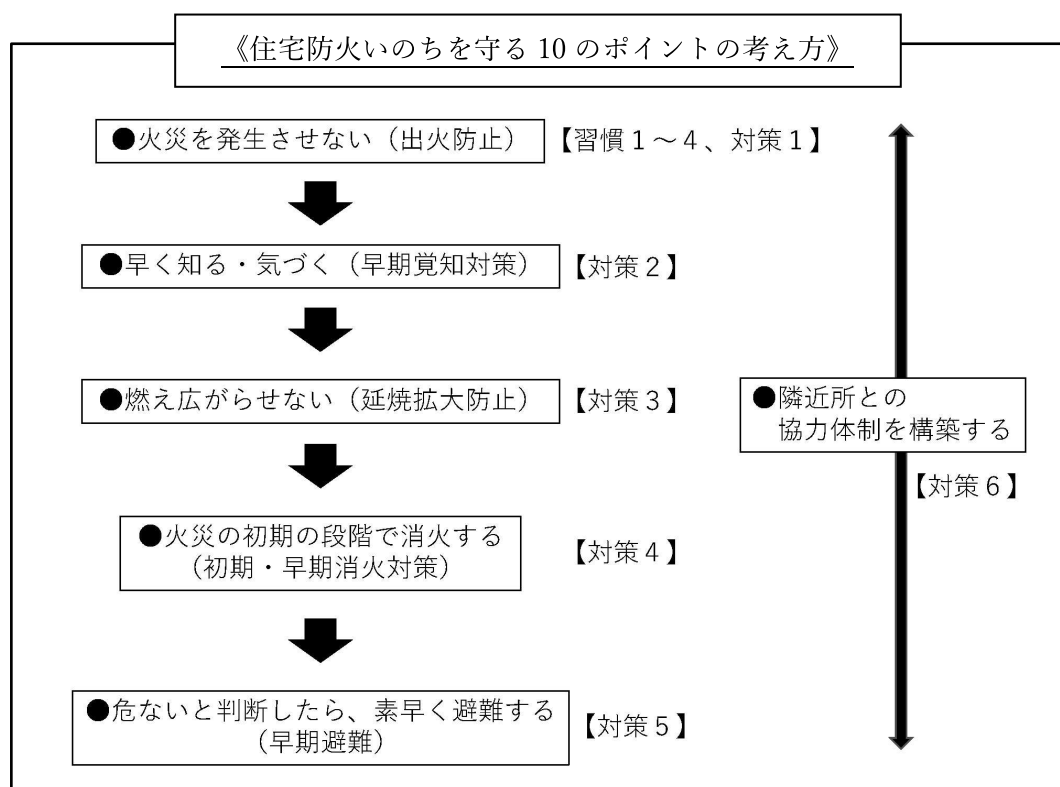 《住宅防火いのちを守る 10 のポイントの考え方》
●火災を発生させない（出火防止）【習慣１～４、対策１】
●早く知る・気づく（早期覚知対策）【対策２】
●燃え広がらせない（延焼拡大防止）【対策３】
●隣近所との
協力体制を構築する
【対策６】
●火災の初期の段階で消火する
（初期・早期消火対策）
【対策４】
●危ないと判断したら、素早く避難する
（早期避難）
【対策５】